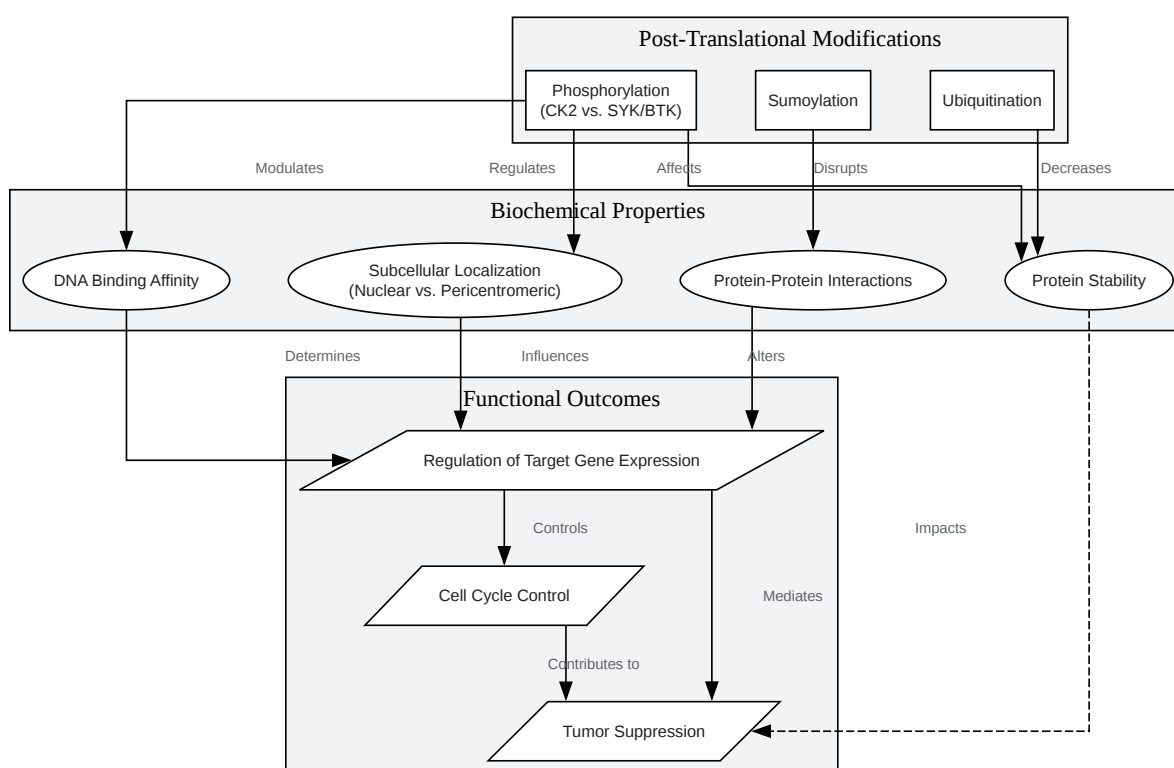 Post-Translational Modifications
Phosphorylation
(CK2 vs. SYK/BTK)
Sumoylation
Ubiquitination
Modulates
Regulates
Affects
Disrupts
Decreases
Biochemical Properties
DNA Binding Affinity
Subcellular Localization
(Nuclear vs. Pericentromeric)
Protein-Protein Interactions
Protein Stability
Determines
Influences
Alters
Functional Outcomes
Regulation of Target Gene Expression
Controls
Impacts
Cell Cycle Control
Mediates
Contributes to
Tumor Suppression